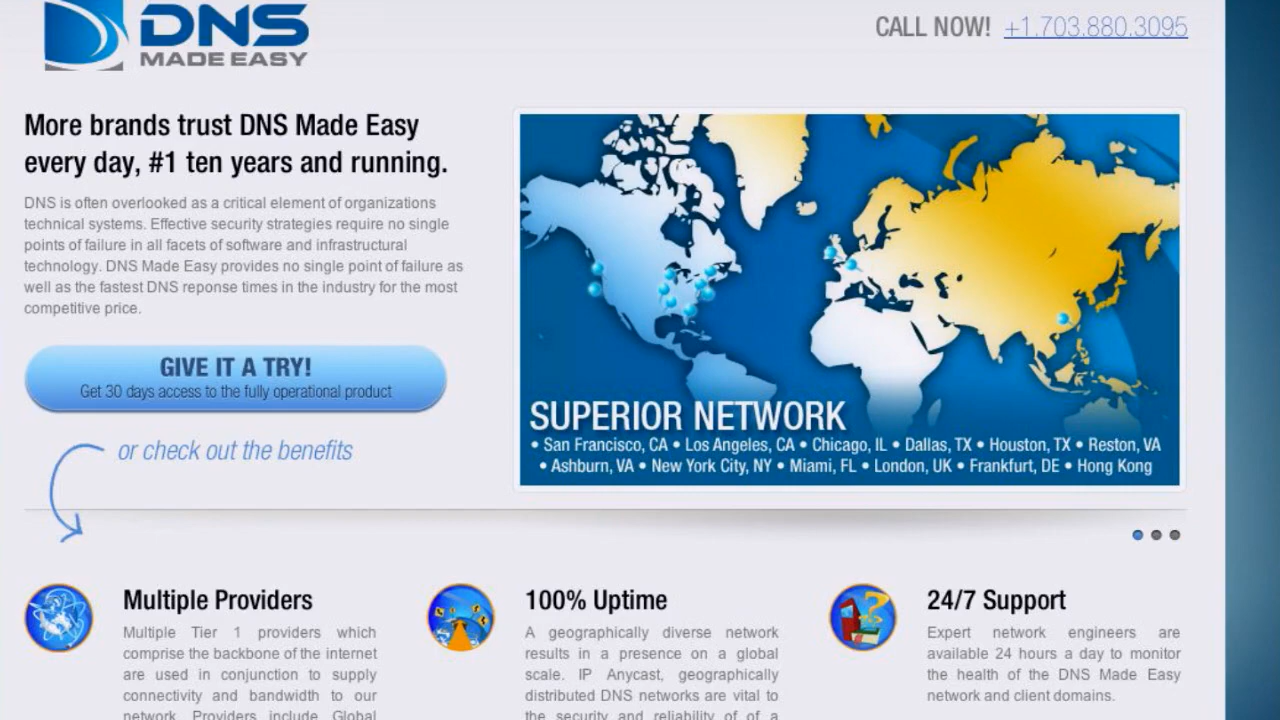 DNS
MADE EASY
CALL NOW! +1.703.880.3095
More brands trust DNS Made Easy
every day, #1 ten years and running.
DNS is often overlooked as a critical element of organizations
technical systems. Effective security strategies require no single
points of failure in all facets of software and infrastructural
technology. DNS Made Easy provides no single point of failure as
well as the fastest DNS reponse times in the industry for the most
competitive price.
GIVE IT A TRY!
Get 30 days access to the fully operational product
or check out the benefits
SUPERIOR NETWORK
• San Francisco, CA • Los Angeles, CA • Chicago, IL • Dallas, TX • Houston, TX • Reston, VA
• Ashburn, VA • New York City, NY • Miami, FL • London, UK • Frankfurt, DE • Hong Kong
Multiple Providers
Multiple Tier 1 providers which
comprise the backbone of the internet
are used in conjunction to supply
connectivity and bandwidth to our
network. Providers include Global
100% Uptime
A geographically diverse network
results in a presence on a global
scale. IP Anycast, geographically
distributed DNS networks are vital to
the security and reliability of of a
24/7 Support
Expert network engineers are
available 24 hours a day to monitor
the health of the DNS Made Easy
network and client domains.